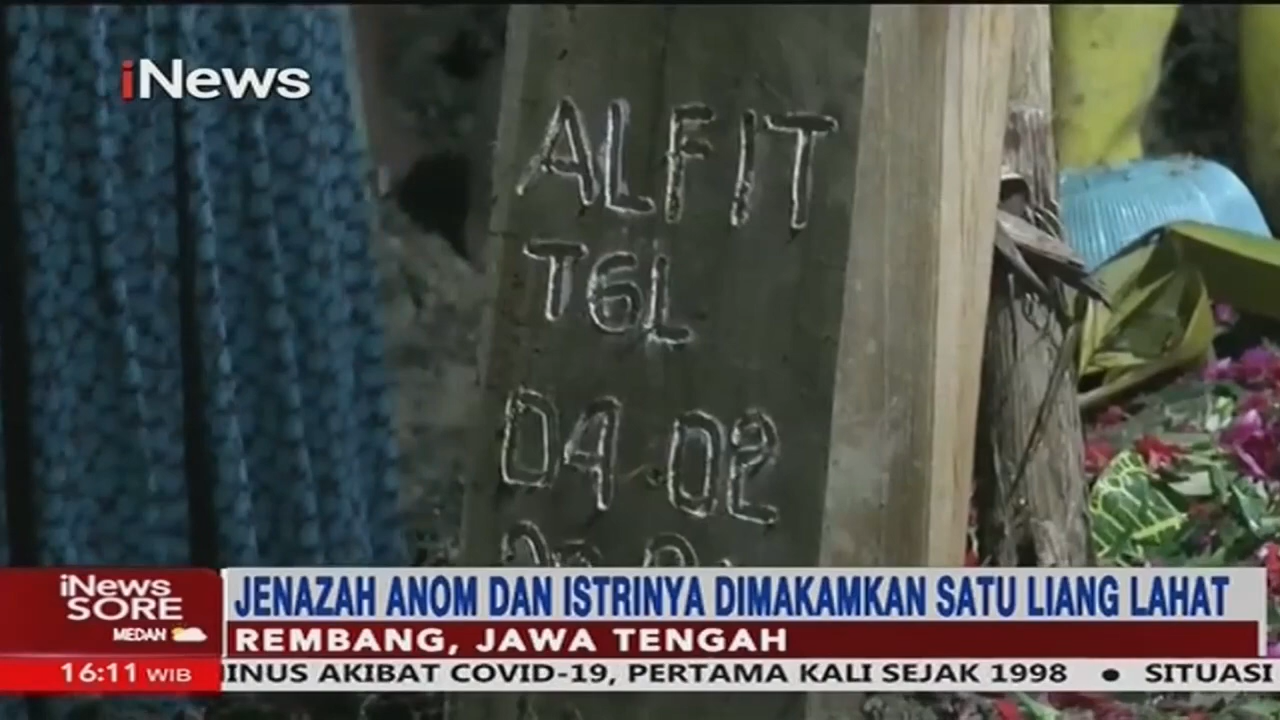 iNews
ALFIT
TGL
04 02
iNews
SORE
MEDAN
16:11 WIB
JENAZAH ANOM DAN ISTRINYA DIMAKAMKAN SATU LIANG LAHAT
REMBANG, JAWA TENGAH
INUS AKIBAT COVID-19, PERTAMA KALI SEJAK 1998 • SITUASI